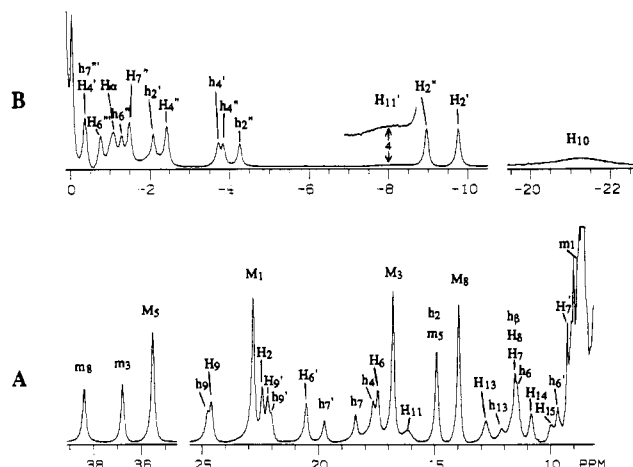 B
h₇"'
H₄'
H₆"
Hα
h₆"
H₇"
h₂'
H₄"
h₄'
h₄"
h₂"
H₁₁'
4
H₂"
H₂'
H₁₀
0 -2 -4 -6 -8 -10 -20 -22
A
m₈
m₃
M₅
h₉
H₉
M₁
H₂
H₉'
h₉'
H₆'
h₇'
h₇
h₄
H₆
M₃
H₁₁
h₂
m₅
M₈
H₁₃
h₁₃
hβ
H₈
H₇
h₆
H₁₄
H₁₅
h₆'
H₇'
m₁
38 36 25 20 15 10 PPM